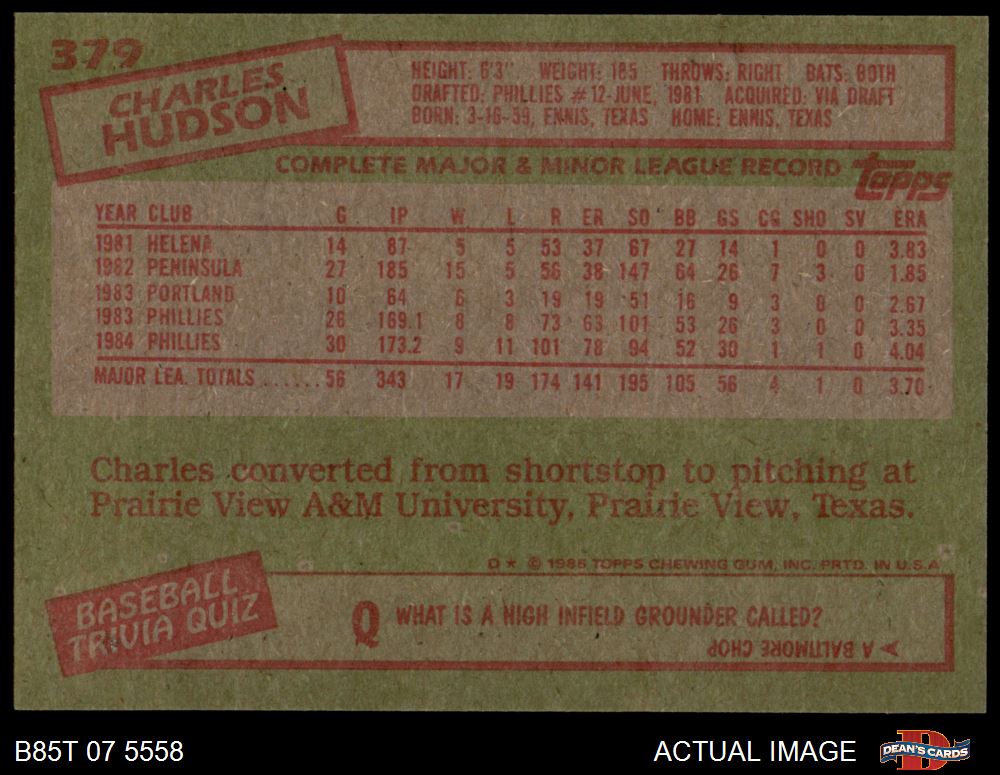 379
CHARLES
HUDSON
HEIGHT: 6'3" WEIGHT: 185 THROWS: RIGHT BATS: BOTH
DRAFTED: PHILLIES #12-JUNE, 1981 ACQUIRED: VIA DRAFT
BORN: 3-16-59, ENNIS, TEXAS HOME: ENNIS, TEXAS
COMPLETE MAJOR & MINOR LEAGUE RECORD
Topps
YEAR CLUB G IP W L R ER SO BB GS CG SHO SV ERA
1981 HELENA 14 87 5 5 53 37 67 27 14 1 0 0 3.83
1982 PENINSULA 27 185 15 5 56 38 147 64 26 7 3 0 1.85
1983 PORTLAND 10 64 6 3 19 19 51 16 9 3 0 0 2.67
1983 PHILLIES 26 169.1 8 8 73 63 101 53 26 3 0 0 3.35
1984 PHILLIES 30 173.2 9 11 101 78 94 52 30 1 1 0 4.04
MAJOR LEA. TOTALS ......56 343 17 19 174 141 195 105 56 4 1 0 3.70
Charles converted from shortstop to pitching at
Prairie View A&M University, Prairie View, Texas.
D* © 1985 TOPPS CHEWING GUM, INC. PRTD. IN U.S.A.
BASEBALL
TRIVIA QUIZ
Q WHAT IS A HIGH INFIELD GROUNDER CALLED?
A BALTIMORE CHOP
B85T 07 5558
ACTUAL IMAGE
D
DEAN'S CARDS